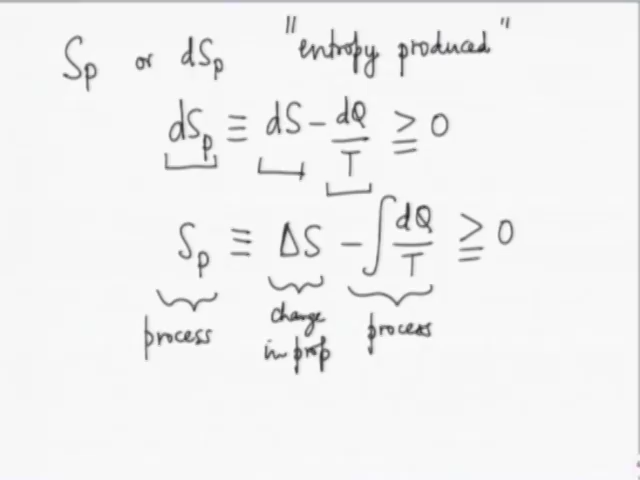 Sp or dSp "entropy produced"
dSp ≡ dS - dQ/T ≧ 0
Sp ≡ ΔS - ∫ dQ/T ≧ 0
process change in prop process